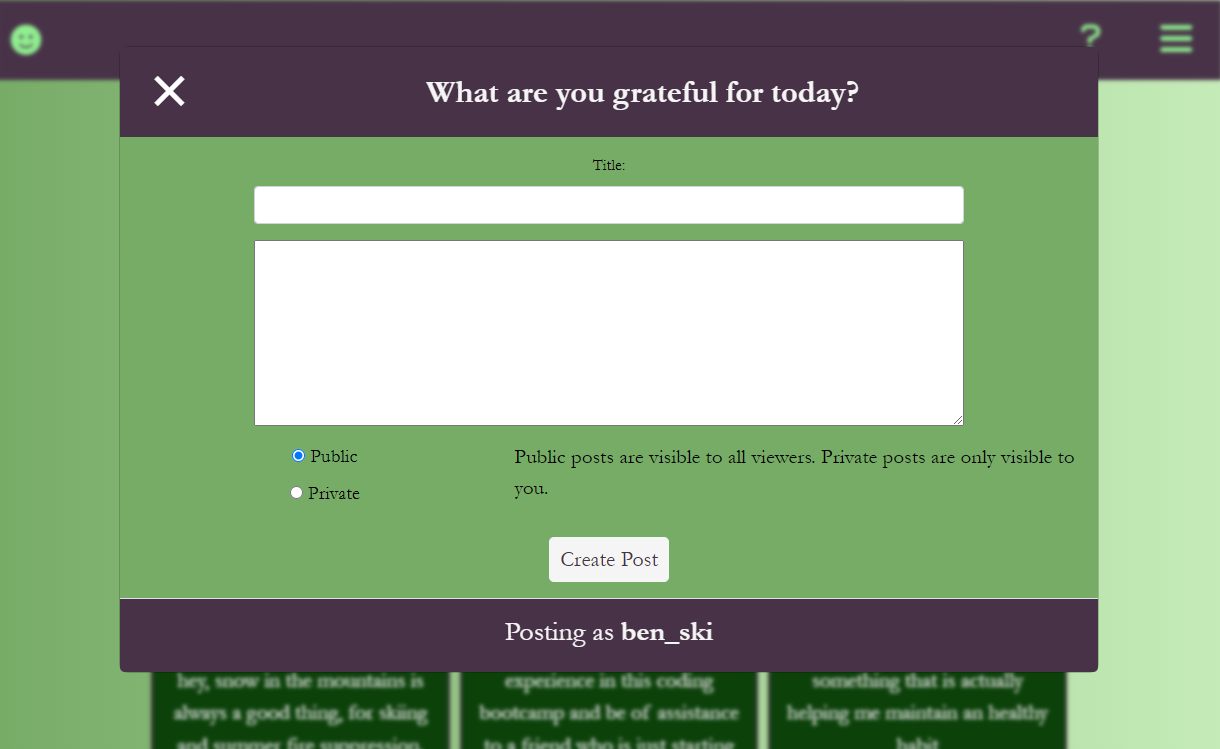 ?
What are you grateful for today?
Title:
Public
Public posts are visible to all viewers. Private posts are only visible to
you.
Private
Create Post
Posting as ben_ski
hey, snow in the mountains is
always a good thing, for skiing
and summer fire suppression.
experience in this coding
bootcamp and be of assistance
to a friend who is just starting
something that is actually
helping me maintain an healthy
habit